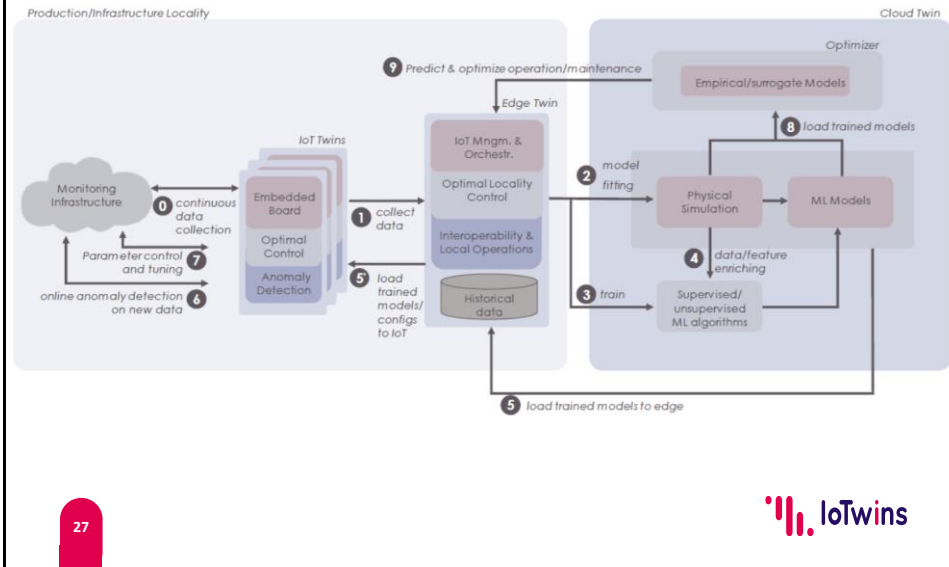 Production/Infrastructure Locality
Cloud Twin
Optimizer
9 Predict & optimize operation/maintenance
Empirical/surrogate Models
Edge Twin
8 load trained models
IoT Twins
IoT Mngm. &
Orchestr.
2 model
fitting
Monitoring
Infrastructure
0 continuous
data
collection
Embedded
Board
1 collect
data
Optimal Locality
Control
Physical
Simulation
ML Models
Parameter control
and tuning 7
Optimal
Control
Interoperability &
Local Operations
4 data/feature
enriching
online anomaly detection
on new data 6
Anomaly
Detection
5' load
trained
models/
configs
to IoT
Historical
data
3 train
Supervised/
unsupervised
ML algorithms
5 load trained models to edge
27
IoTwins